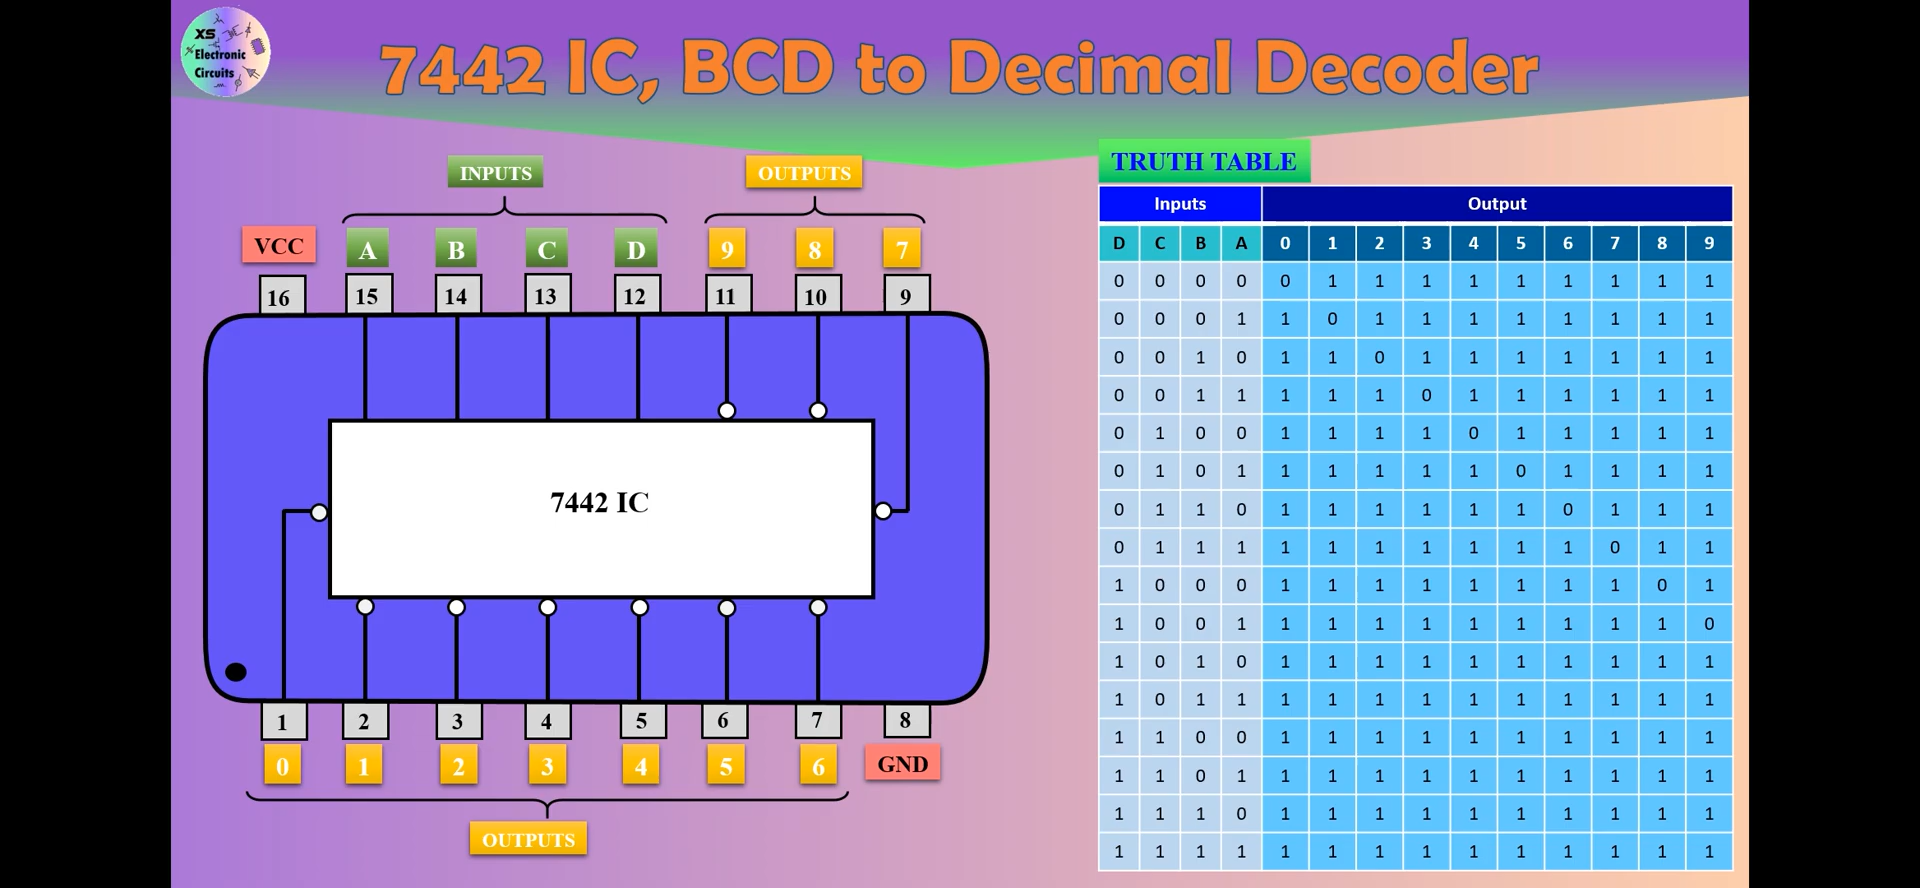 XS
Electronic
Circuits
7442 IC, BCD to Decimal Decoder
INPUTS
OUTPUTS
VCC A B C D 9 8 7
16 15 14 13 12 11 10 9
7442 IC
1 2 3 4 5 6 7 8
0 1 2 3 4 5 6 GND
OUTPUTS
TRUTH TABLE
Inputs Output
D C B A 0 1 2 3 4 5 6 7 8 9
0 0 0 0 0 1 1 1 1 1 1 1 1 1
0 0 0 1 1 0 1 1 1 1 1 1 1 1
0 0 1 0 1 1 0 1 1 1 1 1 1 1
0 0 1 1 1 1 1 0 1 1 1 1 1 1
0 1 0 0 1 1 1 1 0 1 1 1 1 1
0 1 0 1 1 1 1 1 1 0 1 1 1 1
0 1 1 0 1 1 1 1 1 1 0 1 1 1
0 1 1 1 1 1 1 1 1 1 1 0 1 1
1 0 0 0 1 1 1 1 1 1 1 1 0 1
1 0 0 1 1 1 1 1 1 1 1 1 1 0
1 0 1 0 1 1 1 1 1 1 1 1 1 1
1 0 1 1 1 1 1 1 1 1 1 1 1 1
1 1 0 0 1 1 1 1 1 1 1 1 1 1
1 1 0 1 1 1 1 1 1 1 1 1 1 1
1 1 1 0 1 1 1 1 1 1 1 1 1 1
1 1 1 1 1 1 1 1 1 1 1 1 1 1